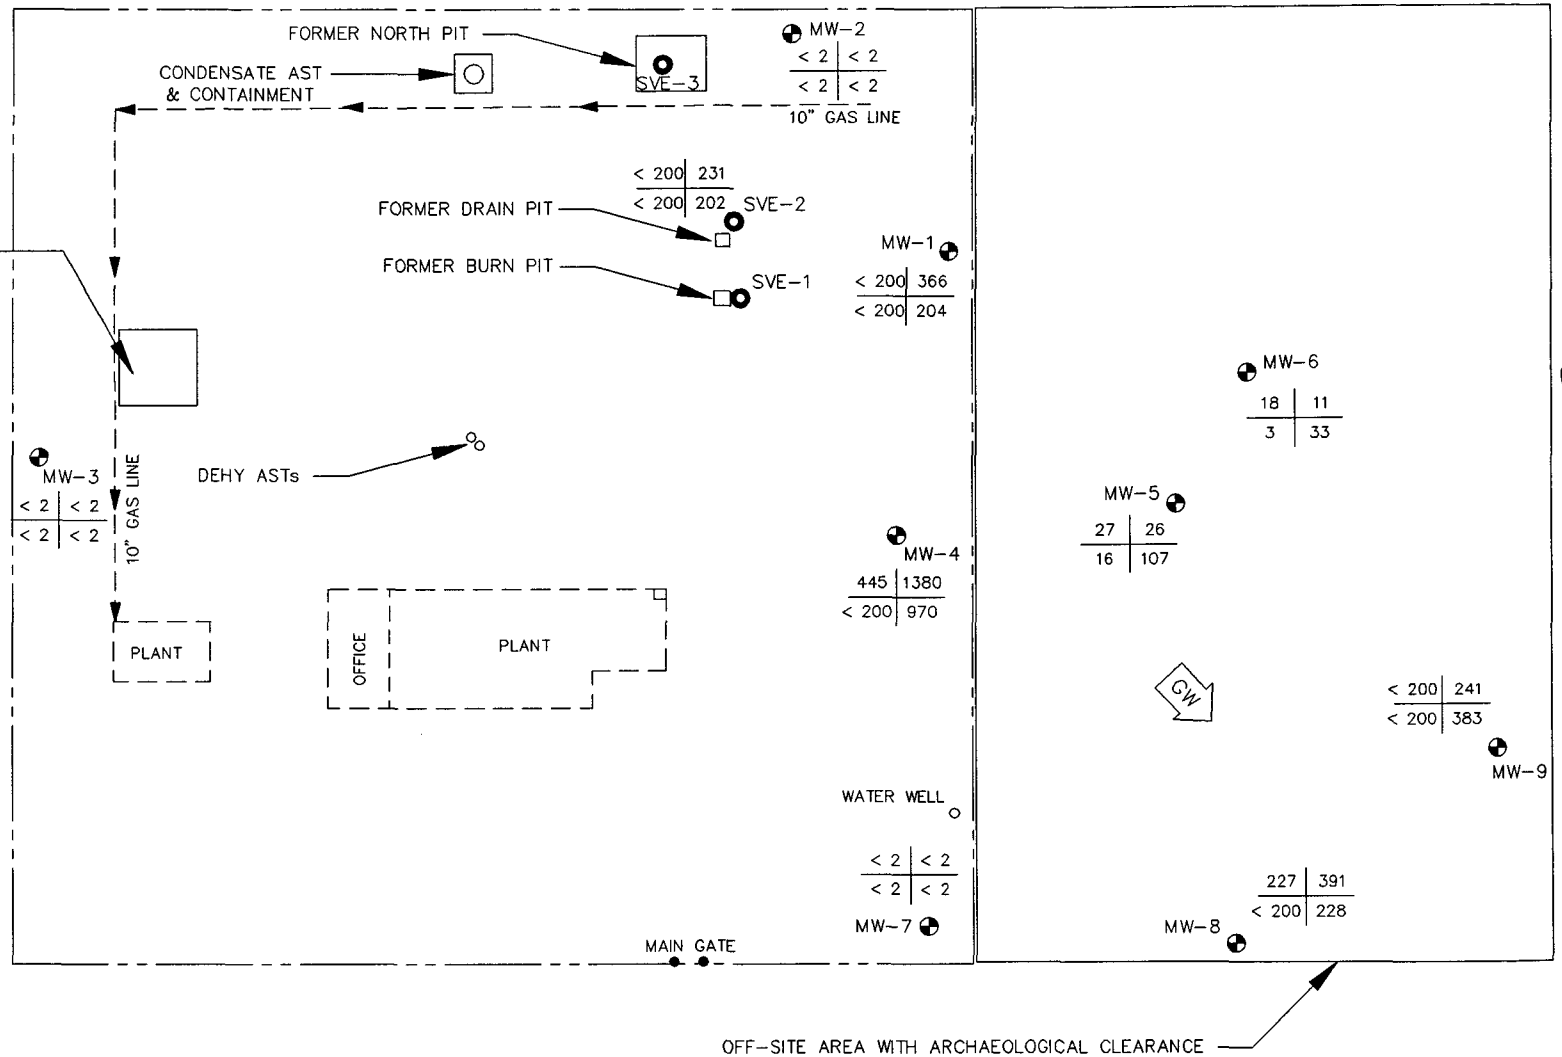 FORMER NORTH PIT
MW-2
CONDENSATE AST
& CONTAINMENT
SVE-3
< 2 < 2
< 2 < 2
10" GAS LINE
< 200 231
< 200 202
SVE-2
FORMER DRAIN PIT
MW-1
FORMER BURN PIT
SVE-1
< 200 366
< 200 204
MW-6
18 11
3 33
DEHY ASTs
MW-3
< 2 < 2
< 2 < 2
10" GAS LINE
MW-5
27 26
16 107
MW-4
445 1380
< 200 970
PLANT
OFFICE
PLANT
GW
< 200 241
< 200 383
MW-9
WATER WELL
< 2 < 2
< 2 < 2
MW-7
227 391
< 200 228
MW-8
MAIN GATE
OFF-SITE AREA WITH ARCHAEOLOGICAL CLEARANCE